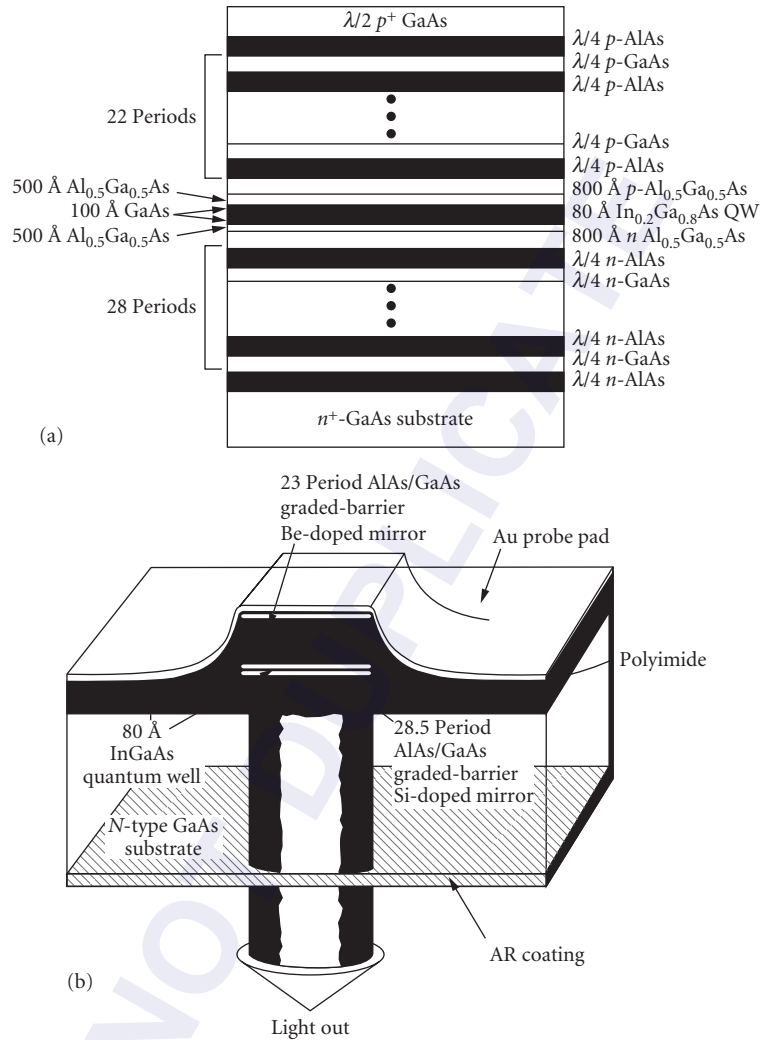 λ/2 p⁺ GaAs
λ/4 p-AlAs
λ/4 p-GaAs
λ/4 p-AlAs
22 Periods
λ/4 p-GaAs
λ/4 p-AlAs
500 Å Al₀.₅Ga₀.₅As
800 Å p-Al₀.₅Ga₀.₅As
100 Å GaAs
80 Å In₀.₂Ga₀.₈As QW
500 Å Al₀.₅Ga₀.₅As
800 Å n Al₀.₅Ga₀.₅As
λ/4 n-AlAs
λ/4 n-GaAs
28 Periods
λ/4 n-AlAs
λ/4 n-GaAs
λ/4 n-AlAs
n⁺-GaAs substrate
(a)
23 Period AlAs/GaAs
graded-barrier
Be-doped mirror
Au probe pad
Polyimide
80 Å
InGaAs
quantum well
28.5 Period
AlAs/GaAs
graded-barrier
Si-doped mirror
N-type GaAs
substrate
AR coating
(b)
Light out
NOT DUPLICATE